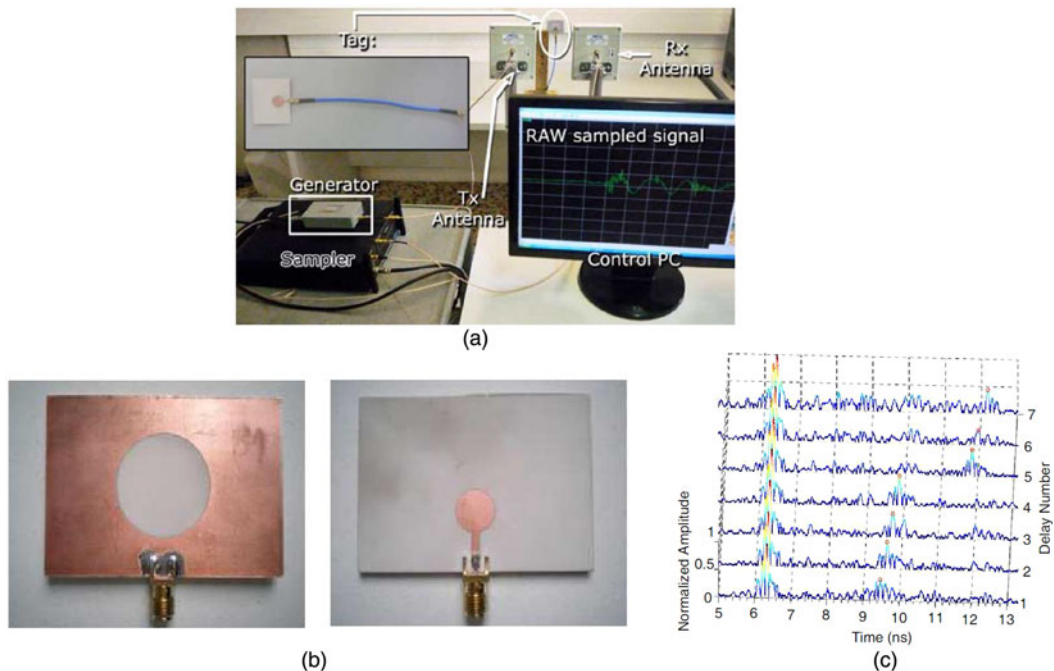 Tag:
Rx
Antenna
RAW sampled signal
Generator
Tx
Antenna
Sampler
Control PC
(a)
(b)
Normalized Amplitude
1
0.5
0
5 6 7 8 9 10 11 12 13
Time (ns)
7
6
5
4
3
2
1
Delay Number
(c)